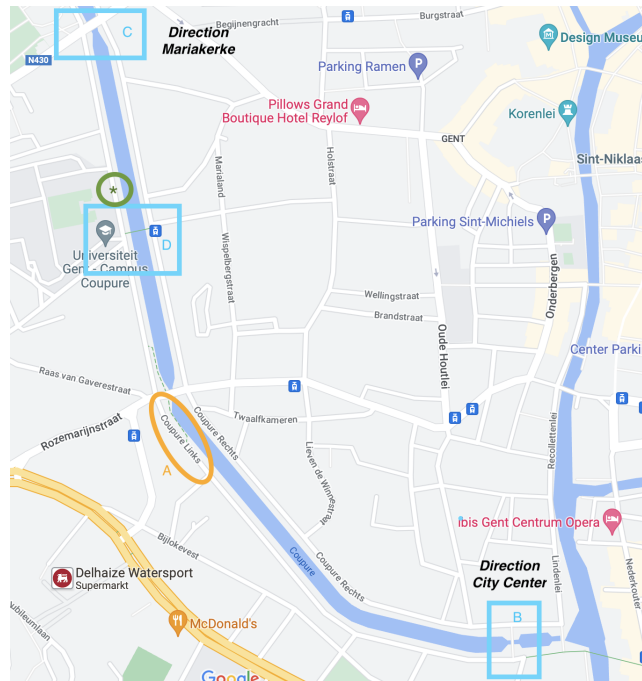 C
Direction
Mariakerke
Begijnengracht
Burgstraat
N430
Design Museu
Parking Ramen
P
Pillows Grand
Boutique Hotel Reylof
Korenlei
GENT
Holstraat
Marialand
Sint-Niklaas
*
Parking Sint-Michiels
P
D
Universiteit
Gent - Campus
Coupure
Wispelbergstraat
Onderbergen
Wellingstraat
Brandstraat
Oude Houtlei
Center Parki
Raas van Gaverestraat
Rozemarijnstraat
Coupure Rechts
Twaalfkameren
Coupure Links
A
Recollettenlei
Lieven de Winnestraat
ibis Gent Centrum Opera
Bijlokevest
Coupure
Coupure Rechts
Direction
City Center
Lindenlei
Nederkouter
Delhaize Watersport
Supermarkt
B
McDonald's
Jubileumlaan
Google